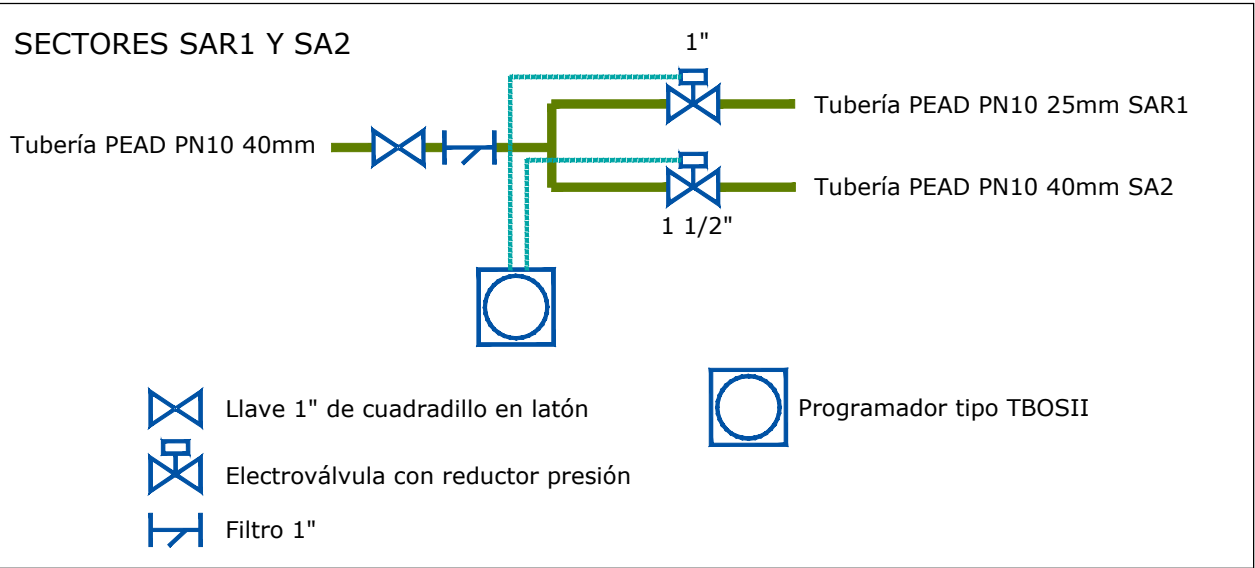 SECTORES SAR1 Y SA2
1"
Tubería PEAD PN10 25mm SAR1
Tubería PEAD PN10 40mm
Tubería PEAD PN10 40mm SA2
1 1/2"
Llave 1" de cuadradillo en latón
Programador tipo TBOSII
Electroválvula con reductor presión
Filtro 1"